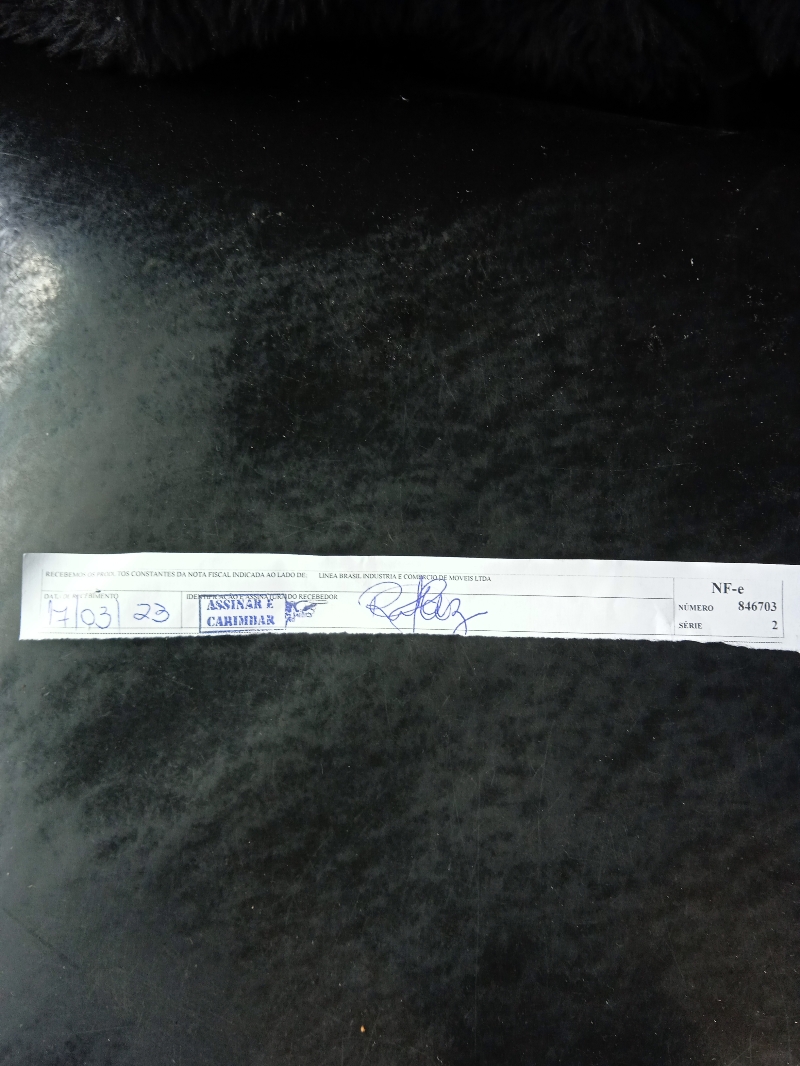 RECEBEMOS OS PRODUTOS CONSTANTES DA NOTA FISCAL INDICADA AO LADO DE: LINEA BRASIL INDUSTRIA E COMERCIO DE MOVEIS LTDA
DATA DE RECEBIMENTO IDENTIFICAÇÃO E ASSINATURA DO RECEBEDOR
17/03/23
ASSINAR E
CARIMBAR
NF-e
NÚMERO 846703
SÉRIE 2